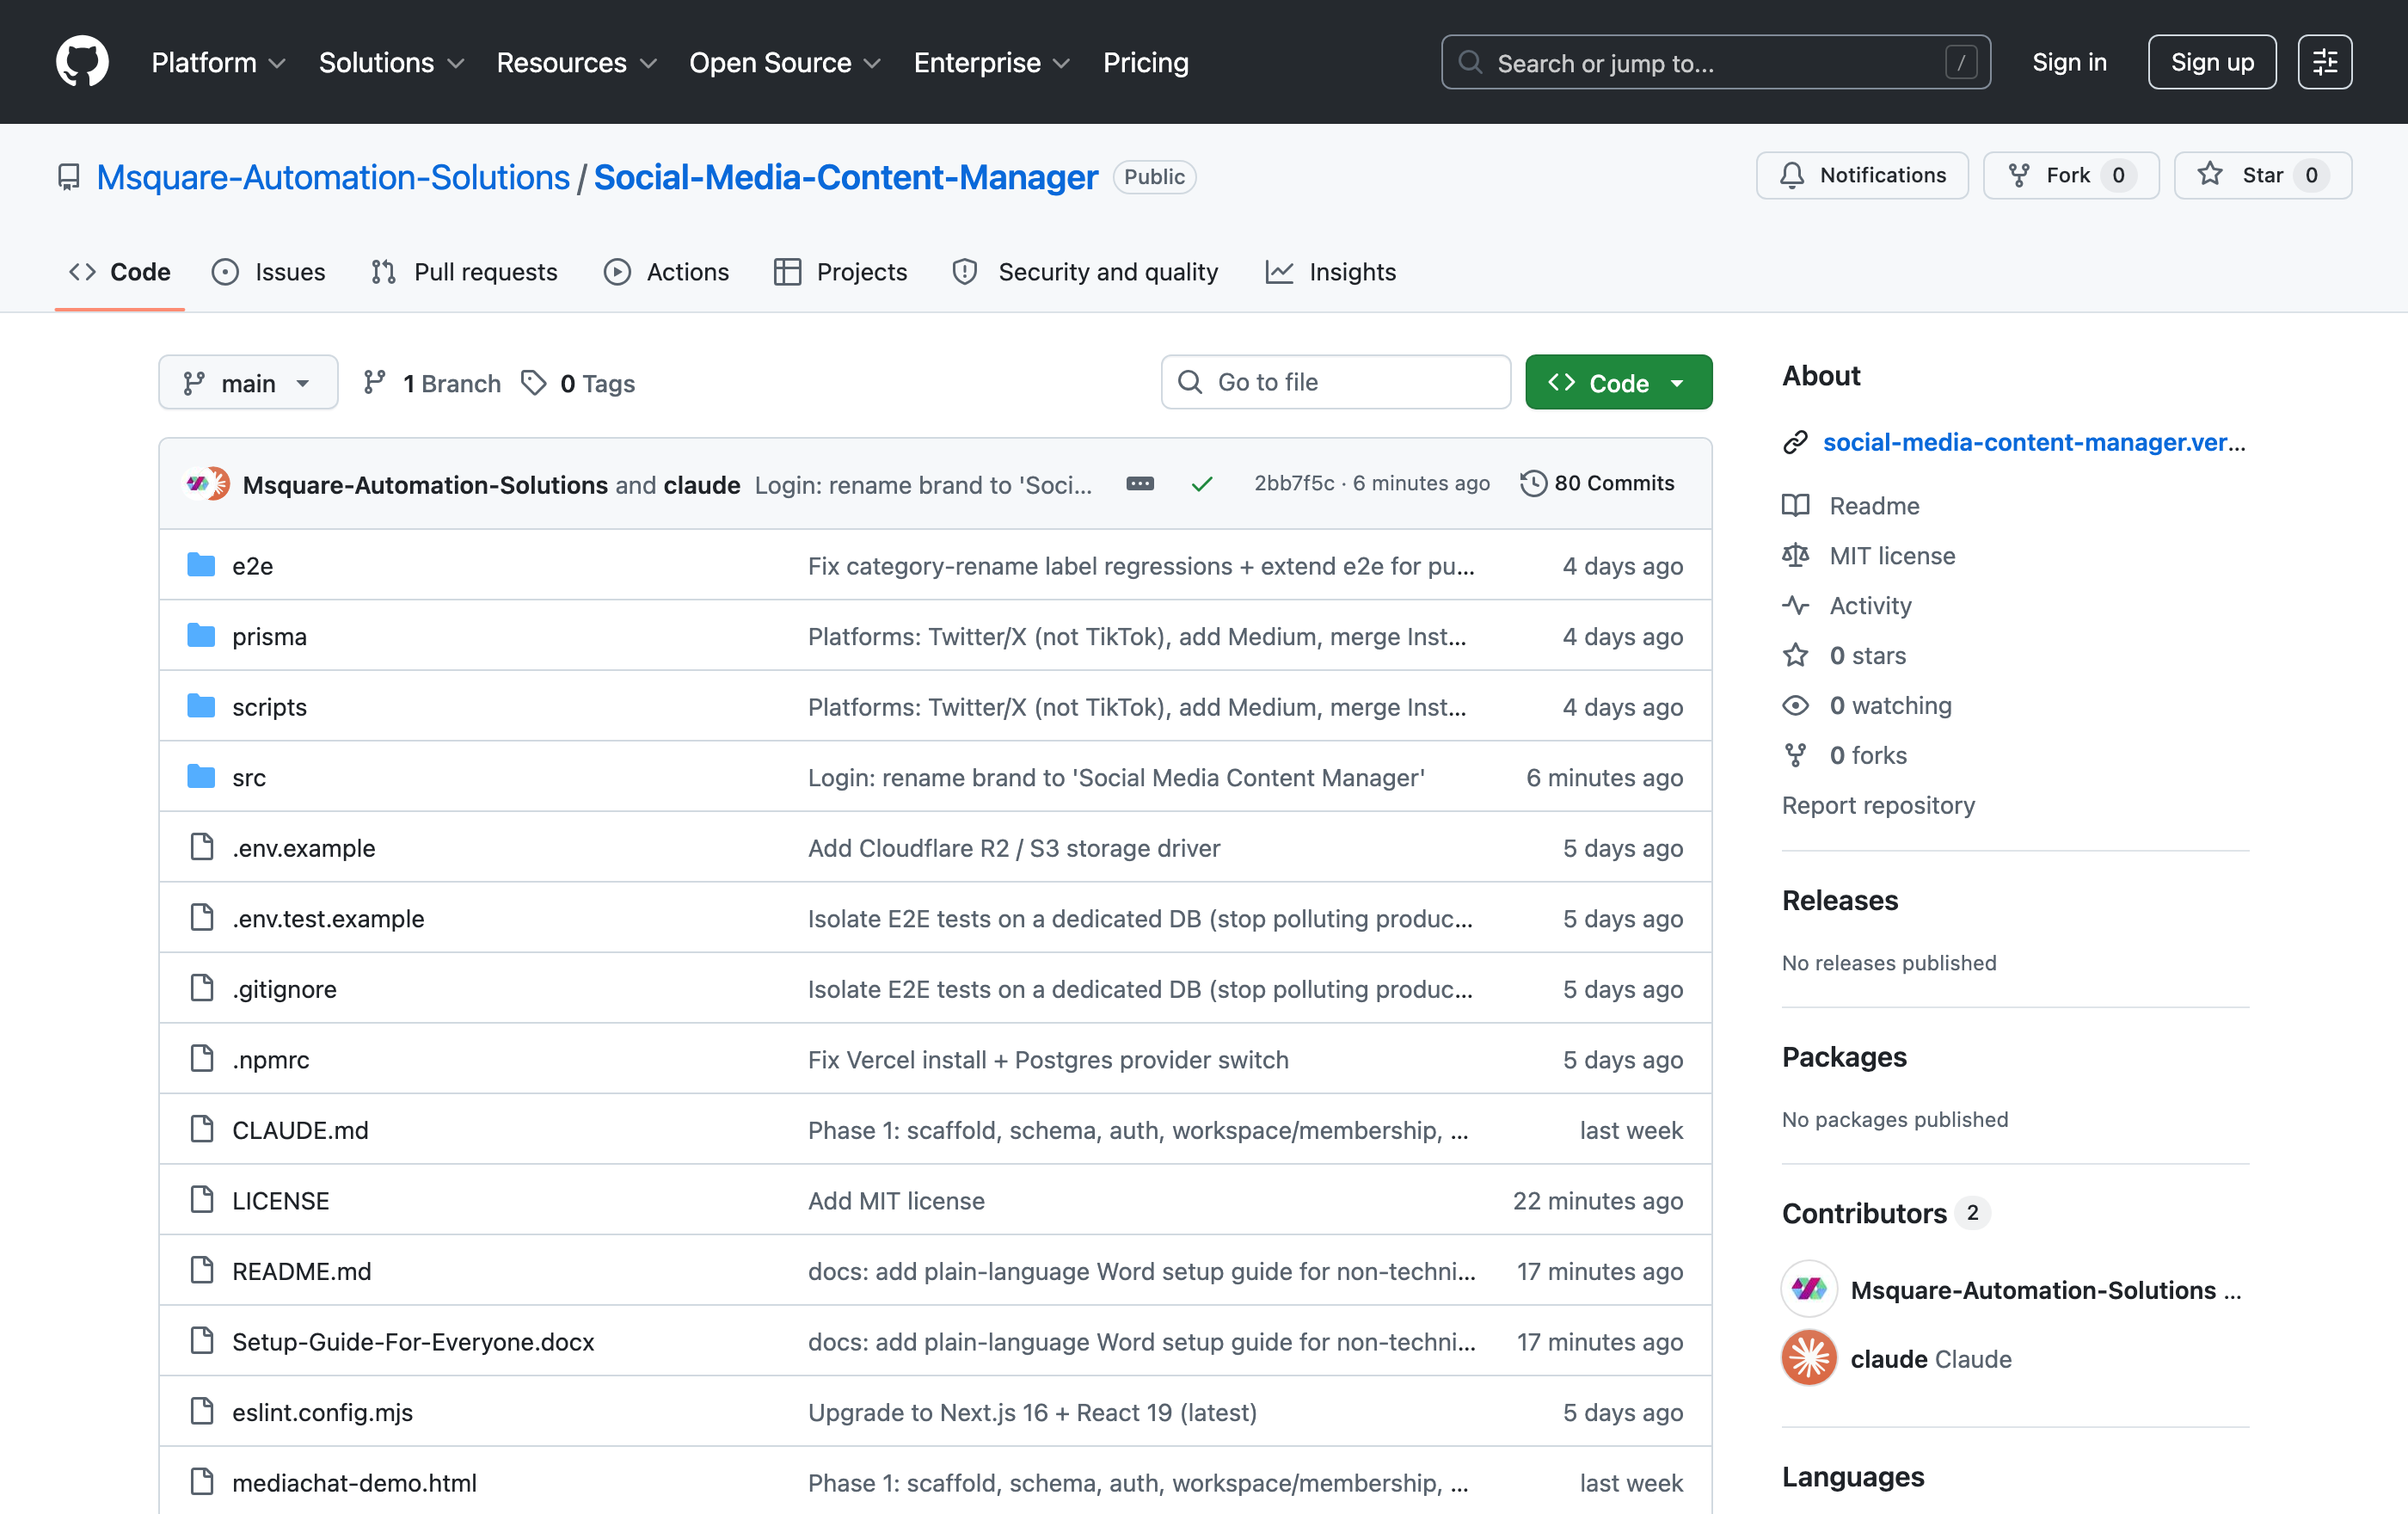 Platform Solutions Resources Open Source Enterprise Pricing Search or jump to... / Sign in Sign up
Msquare-Automation-Solutions / Social-Media-Content-Manager Public Notifications Fork 0 Star 0
Code Issues Pull requests Actions Projects Security and quality Insights
main 1 Branch 0 Tags Go to file Code
Msquare-Automation-Solutions and claude Login: rename brand to 'Soci... 2bb7f5c · 6 minutes ago 80 Commits
e2e Fix category-rename label regressions + extend e2e for pu... 4 days ago
prisma Platforms: Twitter/X (not TikTok), add Medium, merge Inst... 4 days ago
scripts Platforms: Twitter/X (not TikTok), add Medium, merge Inst... 4 days ago
src Login: rename brand to 'Social Media Content Manager' 6 minutes ago
.env.example Add Cloudflare R2 / S3 storage driver 5 days ago
.env.test.example Isolate E2E tests on a dedicated DB (stop polluting produc... 5 days ago
.gitignore Isolate E2E tests on a dedicated DB (stop polluting produc... 5 days ago
.npmrc Fix Vercel install + Postgres provider switch 5 days ago
CLAUDE.md Phase 1: scaffold, schema, auth, workspace/membership, ... last week
LICENSE Add MIT license 22 minutes ago
README.md docs: add plain-language Word setup guide for non-techni... 17 minutes ago
Setup-Guide-For-Everyone.docx docs: add plain-language Word setup guide for non-techni... 17 minutes ago
eslint.config.mjs Upgrade to Next.js 16 + React 19 (latest) 5 days ago
mediachat-demo.html Phase 1: scaffold, schema, auth, workspace/membership, ... last week
About
social-media-content-manager.ver...
Readme
MIT license
Activity
0 stars
0 watching
0 forks
Report repository
Releases
No releases published
Packages
No packages published
Contributors 2
Msquare-Automation-Solutions ...
claude Claude
Languages